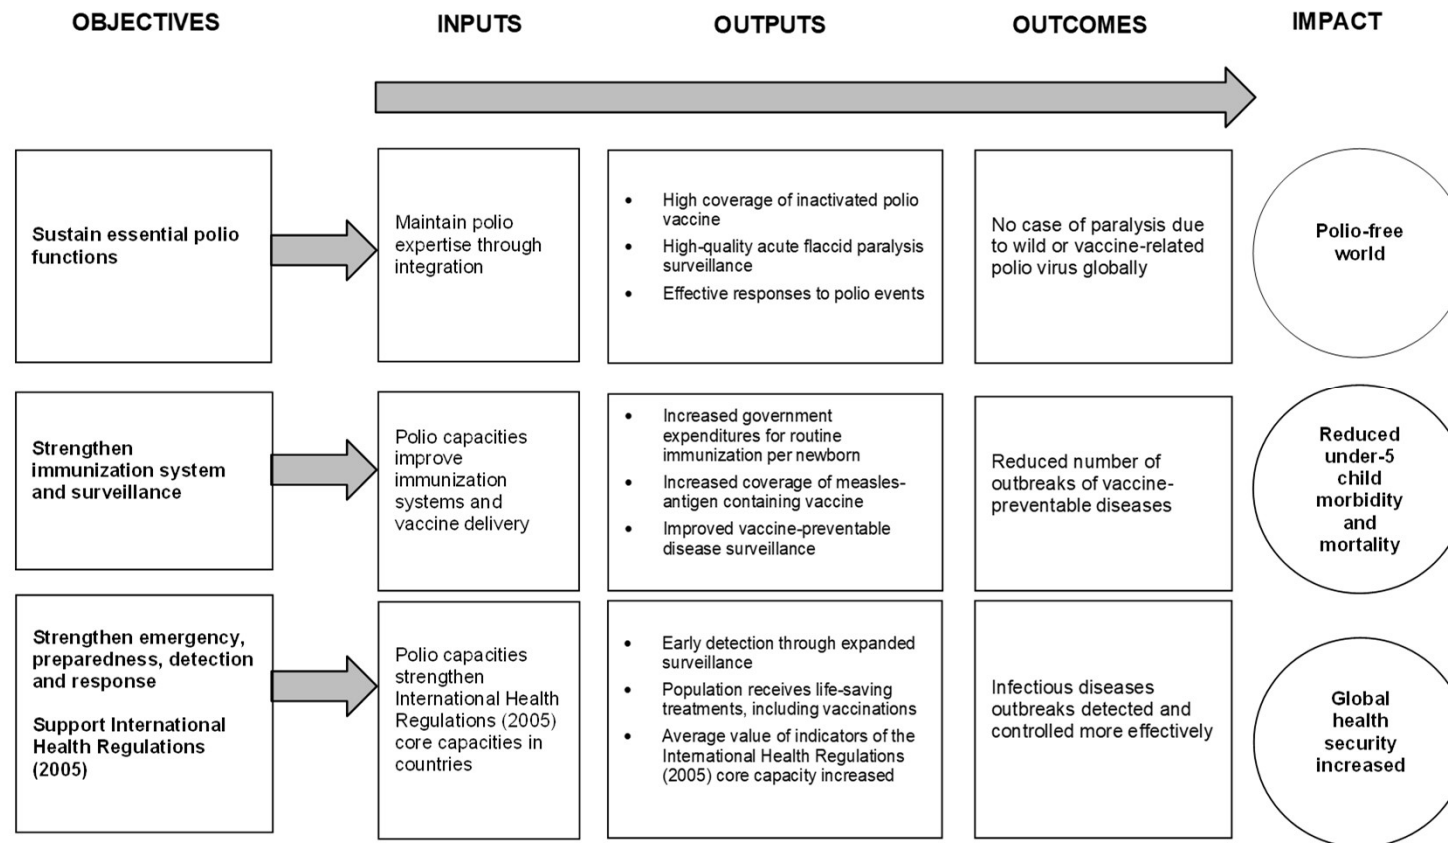 OBJECTIVES
INPUTS
OUTPUTS
OUTCOMES
IMPACT
Sustain essential polio
functions
Maintain polio
expertise through
integration
• High coverage of inactivated polio
vaccine
• High-quality acute flaccid paralysis
surveillance
• Effective responses to polio events
No case of paralysis due
to wild or vaccine-related
polio virus globally
Polio-free
world
Strengthen
immunization system
and surveillance
Polio capacities
improve
immunization
systems and
vaccine delivery
• Increased government
expenditures for routine
immunization per newborn
• Increased coverage of measles-
antigen containing vaccine
• Improved vaccine-preventable
disease surveillance
Reduced number of
outbreaks of vaccine-
preventable diseases
Reduced
under-5
child
morbidity
and
mortality
Strengthen emergency,
preparedness, detection
and response
Support International
Health Regulations
(2005)
Polio capacities
strengthen
International Health
Regulations (2005)
core capacities in
countries
• Early detection through expanded
surveillance
• Population receives life-saving
treatments, including vaccinations
• Average value of indicators of the
International Health Regulations
(2005) core capacity increased
Infectious diseases
outbreaks detected and
controlled more effectively
Global
health
security
increased